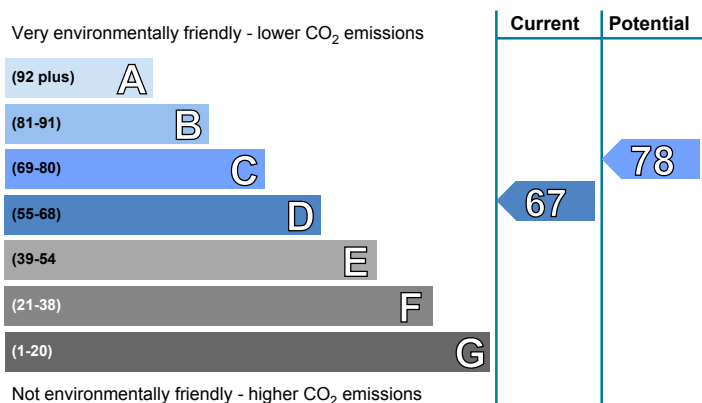 Very environmentally friendly - lower CO2 emissions
Current
Potential
(92 plus) A
(81-91) B
(69-80) C
78
(55-68) D
67
(39-54 E
(21-38) F
(1-20) G
Not environmentally friendly - higher CO2 emissions